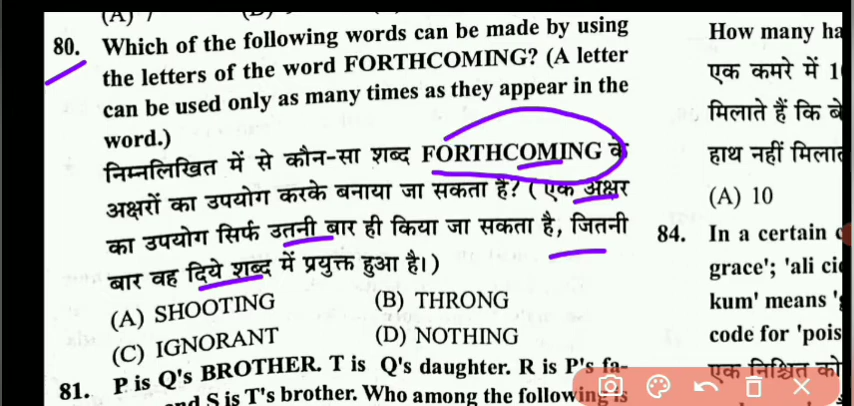 80. Which of the following words can be made by using
the letters of the word FORTHCOMING? (A letter
can be used only as many times as they appear in the
word.)
निम्नलिखित में से कौन-सा शब्द FORTHCOMING के
अक्षरों का उपयोग करके बनाया जा सकता है? ( एक अक्षर
का उपयोग सिर्फ उतनी बार ही किया जा सकता है, जितनी
बार वह दिये शब्द में प्रयुक्त हुआ है।)
(A) SHOOTING (B) THRONG
(C) IGNORANT (D) NOTHING
81. P is Q's BROTHER. T is Q's daughter. R is P's fa-
S is T's brother. Who among the following is
How many ha
एक कमरे में 1
मिलाते हैं कि
हाथ नहीं
(A) 10
84. In a certain
grace'; 'ali
kum' means
code for 'pois
एक निश्चित को